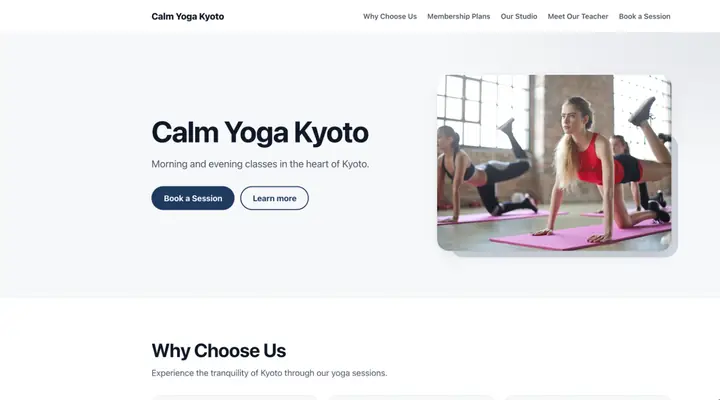 Calm Yoga Kyoto
Why Choose Us Membership Plans Our Studio Meet Our Teacher Book a Session
Calm Yoga Kyoto
Morning and evening classes in the heart of Kyoto.
Book a Session Learn more
Why Choose Us
Experience the tranquility of Kyoto through our yoga sessions.